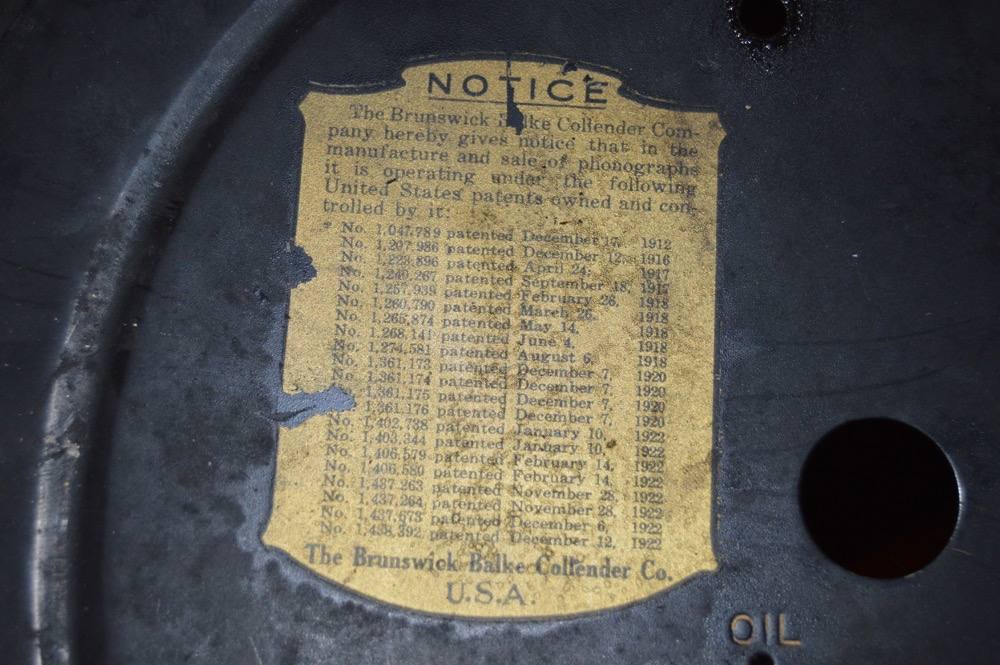 NOTICE
The Brunswick Balke Collender Com-
pany hereby gives notice that in the
manufacture and sale of phonographs
it is operating under the following
United States patents owned and con-
trolled by it:
No. 1,047,789 patented December 17, 1912
No. 1,207,986 patented December 12, 1916
No. 1,223,896 patented April 24, 1917
No. 1,240,267 patented September 18, 1917
No. 1,257,939 patented February 26, 1918
No. 1,260,790 patented March 26, 1918
No. 1,265,874 patented May 14, 1918
No. 1,268,141 patented June 4, 1918
No. 1,274,581 patented August 6, 1918
No. 1,361,173 patented December 7, 1920
No. 1,361,174 patented December 7, 1920
1,361,175 patented December 7, 1920
1,361,176 patented December 7, 1920
No. 1,402,738 patented January 10, 1922
No. 1,403,344 patented January 10, 1922
No. 1,406,579 patented February 14, 1922
No. 1,406,580 patented February 14, 1922
No. 1,437,263 patented November 28, 1922
No. 1,437,264 patented November 28, 1922
No. 1,437,673 patented December 6, 1922
No. 1,438,392 patented December 12, 1922
The Brunswick Balke Collender Co.
U.S.A.
OIL